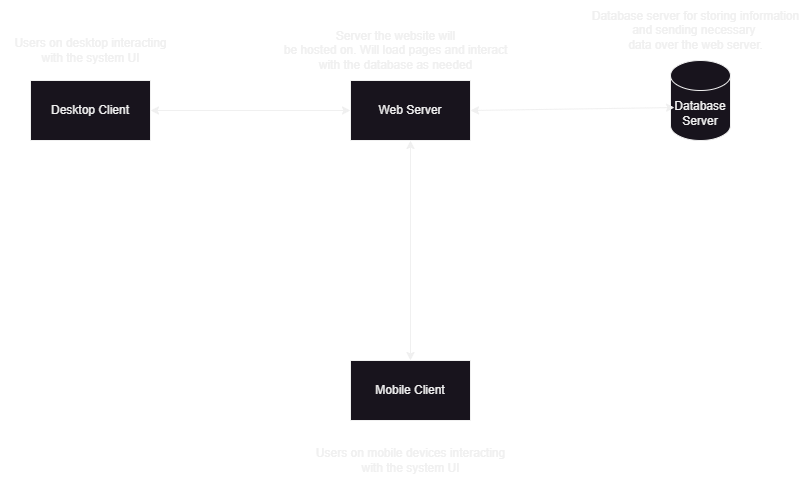 Users on desktop interacting
with the system UI
Server the website will
be hosted on. Will load pages and interact
with the database as needed
Database server for storing information
and sending necessary
data over the web server.
Desktop Client
Web Server
Database
Server
Mobile Client
Users on mobile devices interacting
with the system UI